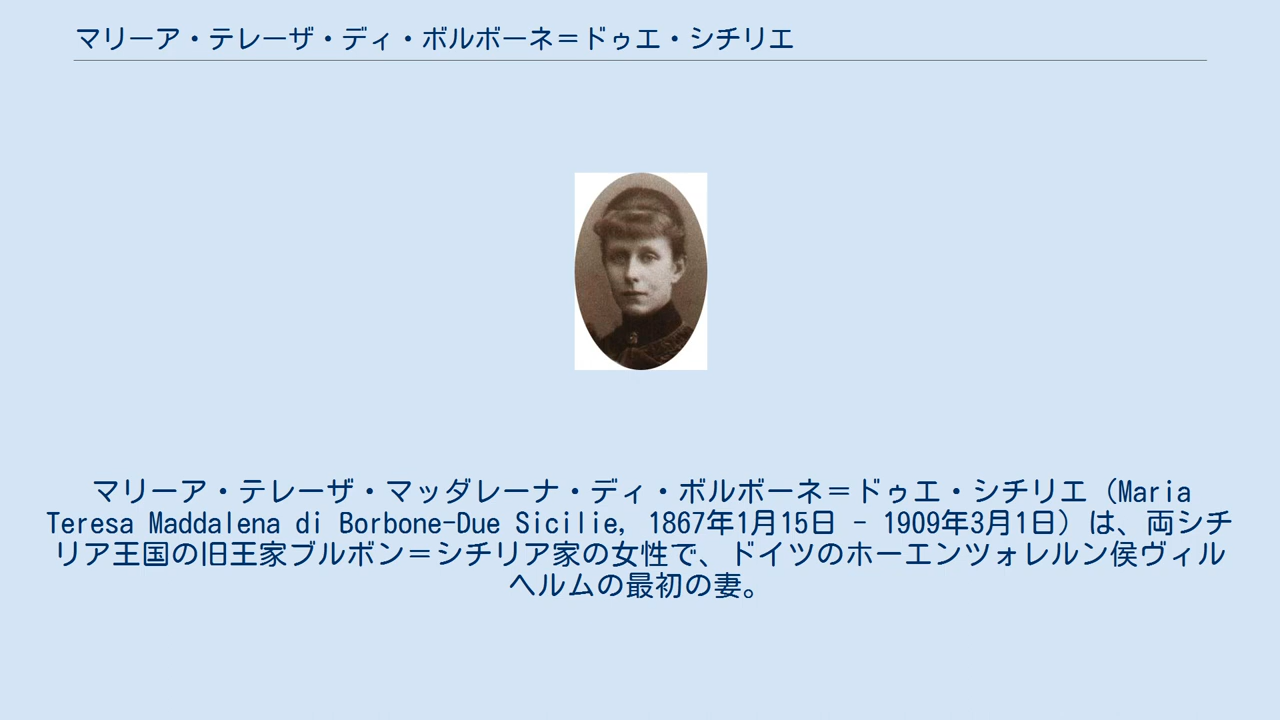 マリーア・テレーザ・ディ・ボルボーネ＝ドゥエ・シチリエ
マリーア・テレーザ・マッダレーナ・ディ・ボルボーネ＝ドゥエ・シチリエ（Maria
Teresa Maddalena di Borbone-Due Sicilie, 1867年1月15日 - 1909年3月1日）は、両シチ
リア王国の旧王家ブルボン＝シチリア家の女性で、ドイツのホーエンツォレルン侯ヴィル
ヘルムの最初の妻。